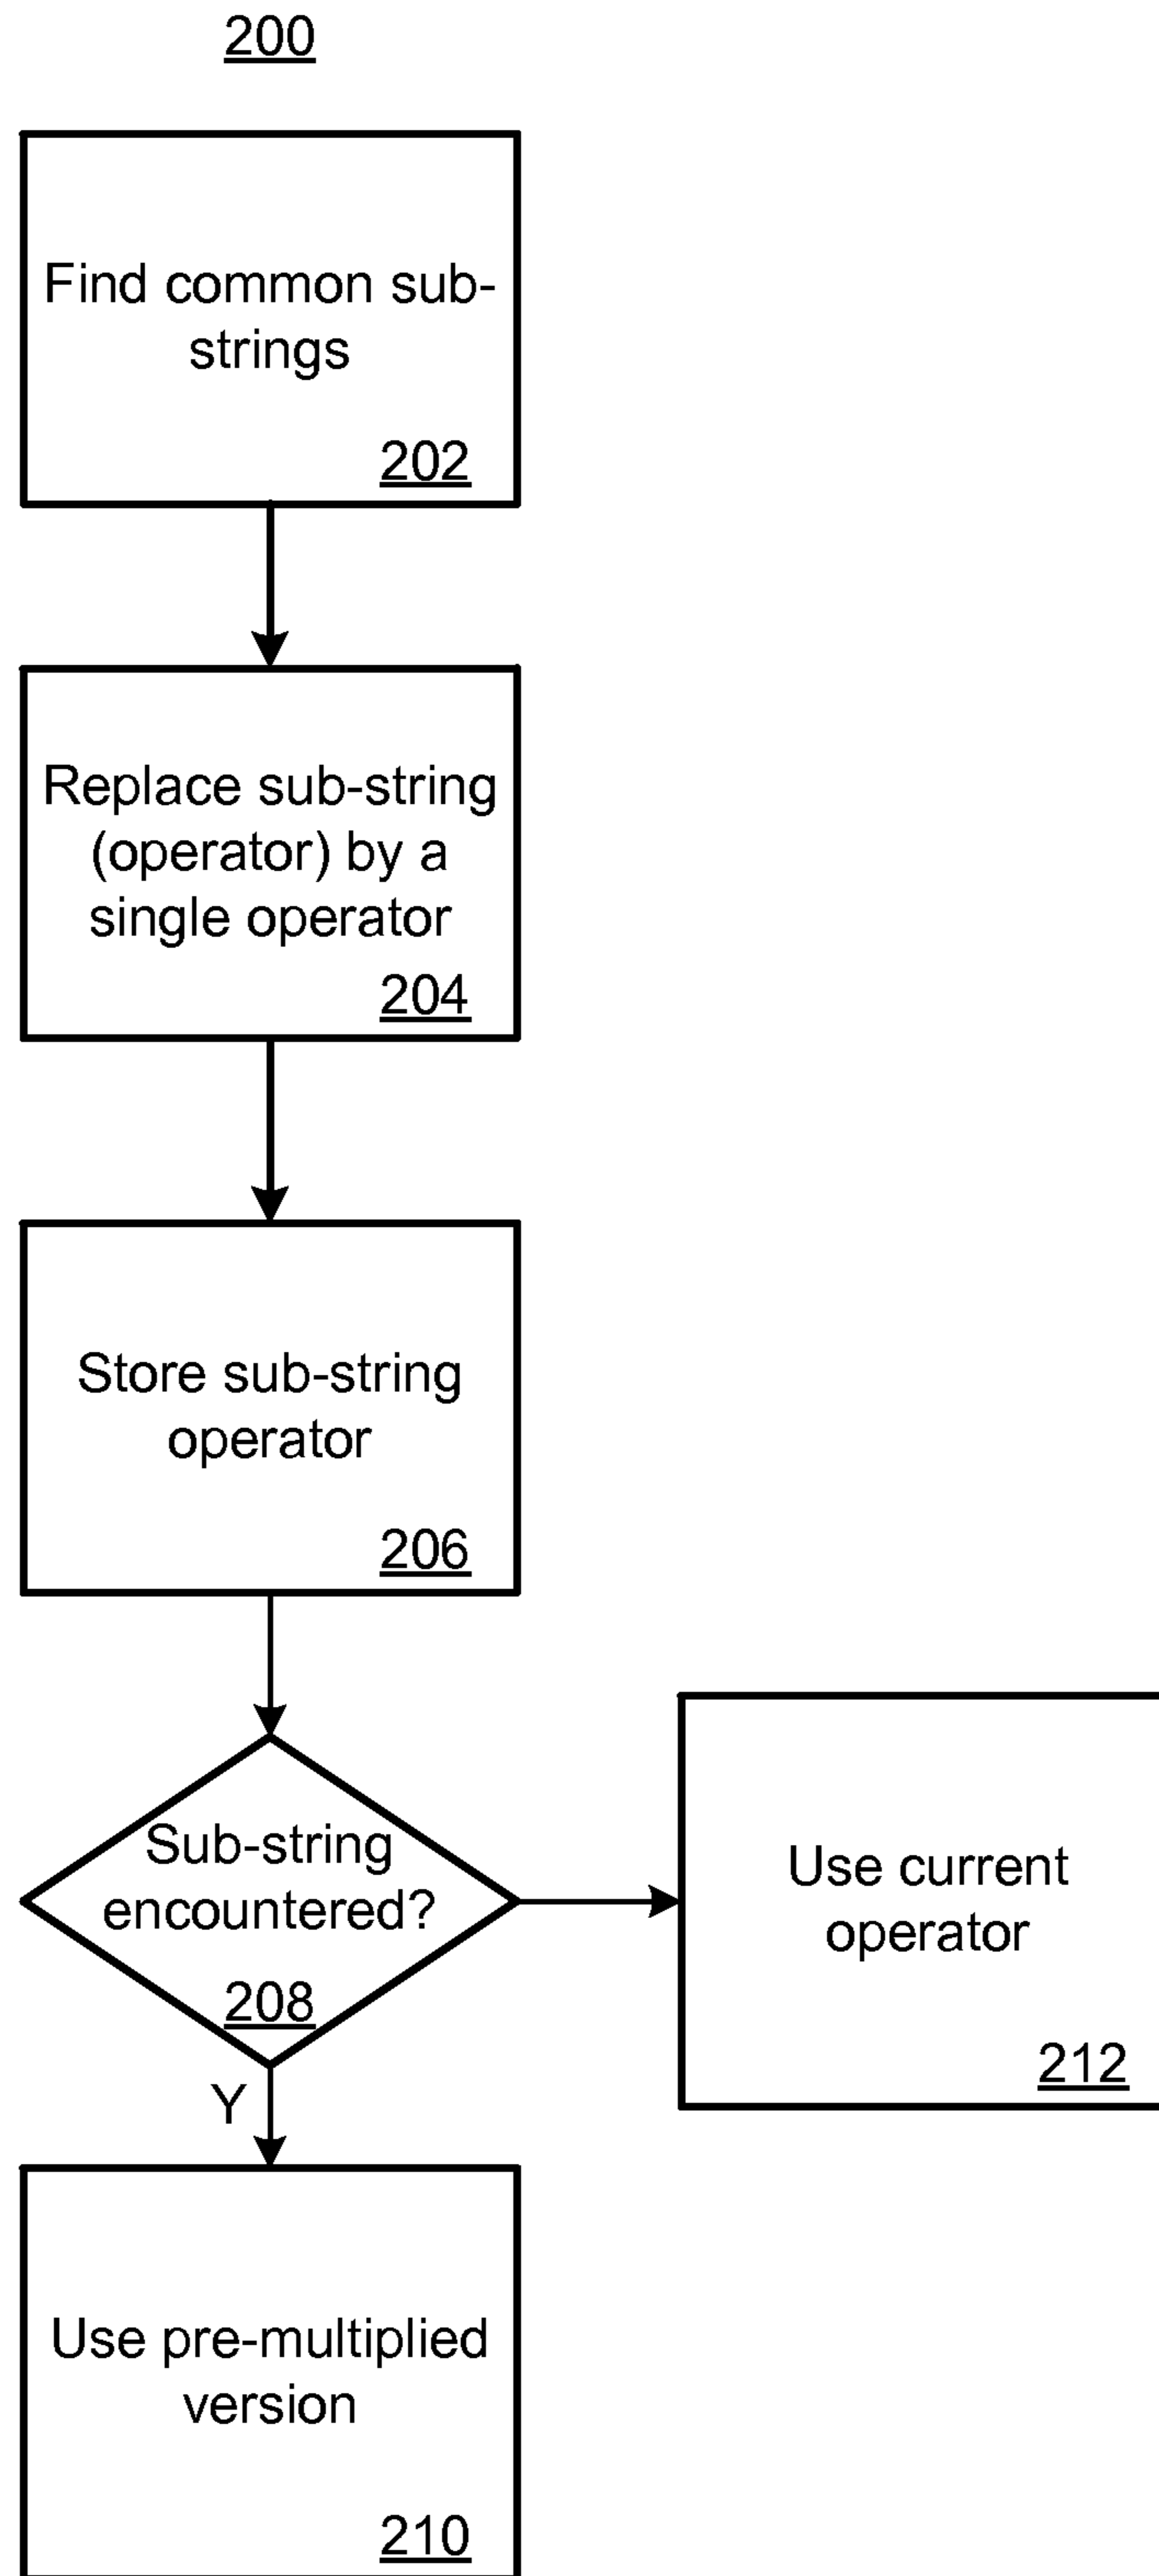 200
Find common sub-
strings
202
Replace sub-string
(operator) by a
single operator
204
Store sub-string
operator
206
Sub-string
encountered?
208
Use current
operator
212
Y
Use pre-multiplied
version
210